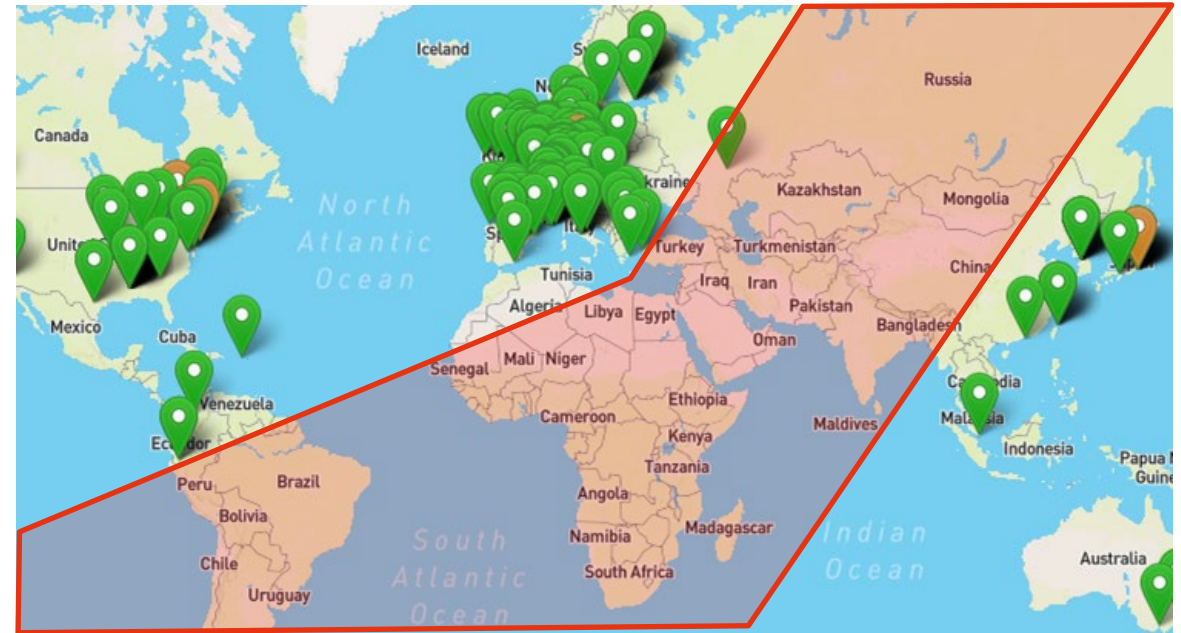 Iceland
Russia
Canada
Kazakhstan
Mongolia
North
Atlantic
Ocean
Turkey
Turkmenistan
China
Tunisia
Iraq
Iran
Algeria
Libya
Egypt
Pakistan
Mexico
Bangladesh
Cuba
Oman
Mali
Niger
Senegal
Venezuela
Ethiopia
Cameroon
Maldives
Kenya
Indonesia
Papua
Tanzania
Peru
Brazil
Angola
Bolivia
Madagascar
South
Atlantic
Ocean
Namibia
Indian
Ocean
Chile
South Africa
Australia
Uruguay